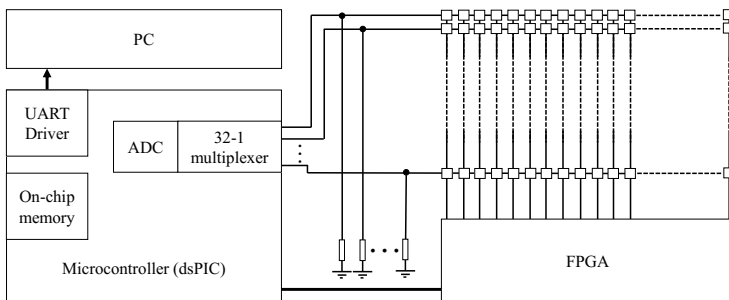 PC
UART
Driver
ADC
32-1
multiplexer
On-chip
memory
Microcontroller (dsPIC)
FPGA